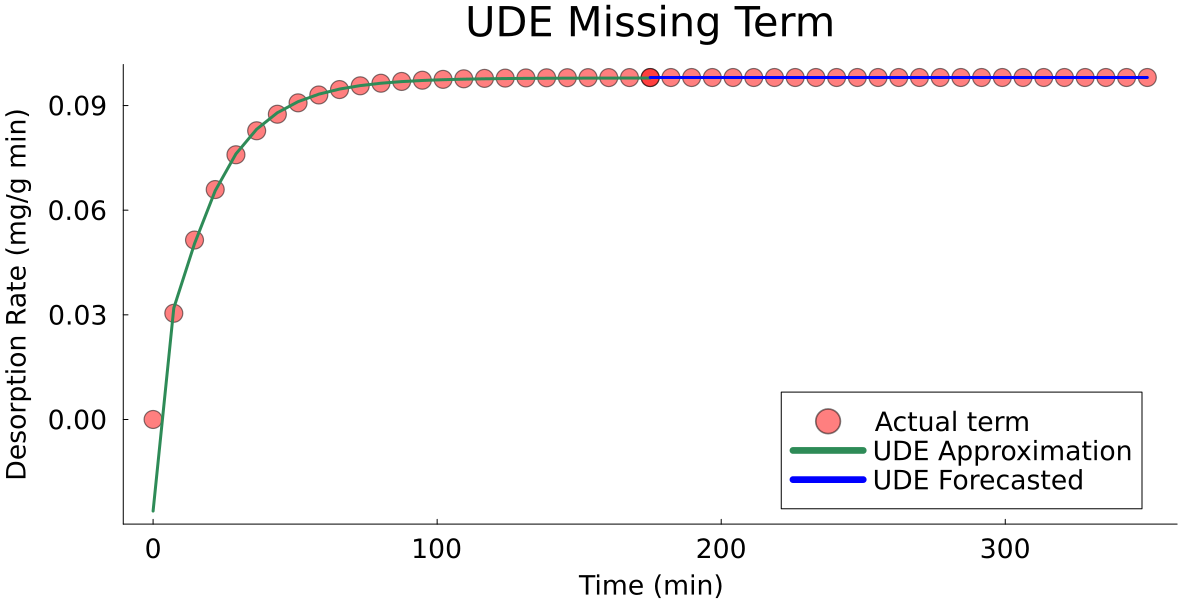 UDE Missing Term
Desorption Rate (mg/g min)
0.09
0.06
0.03
0.00
Actual term
UDE Approximation
UDE Forecasted
0 100 200 300
Time (min)